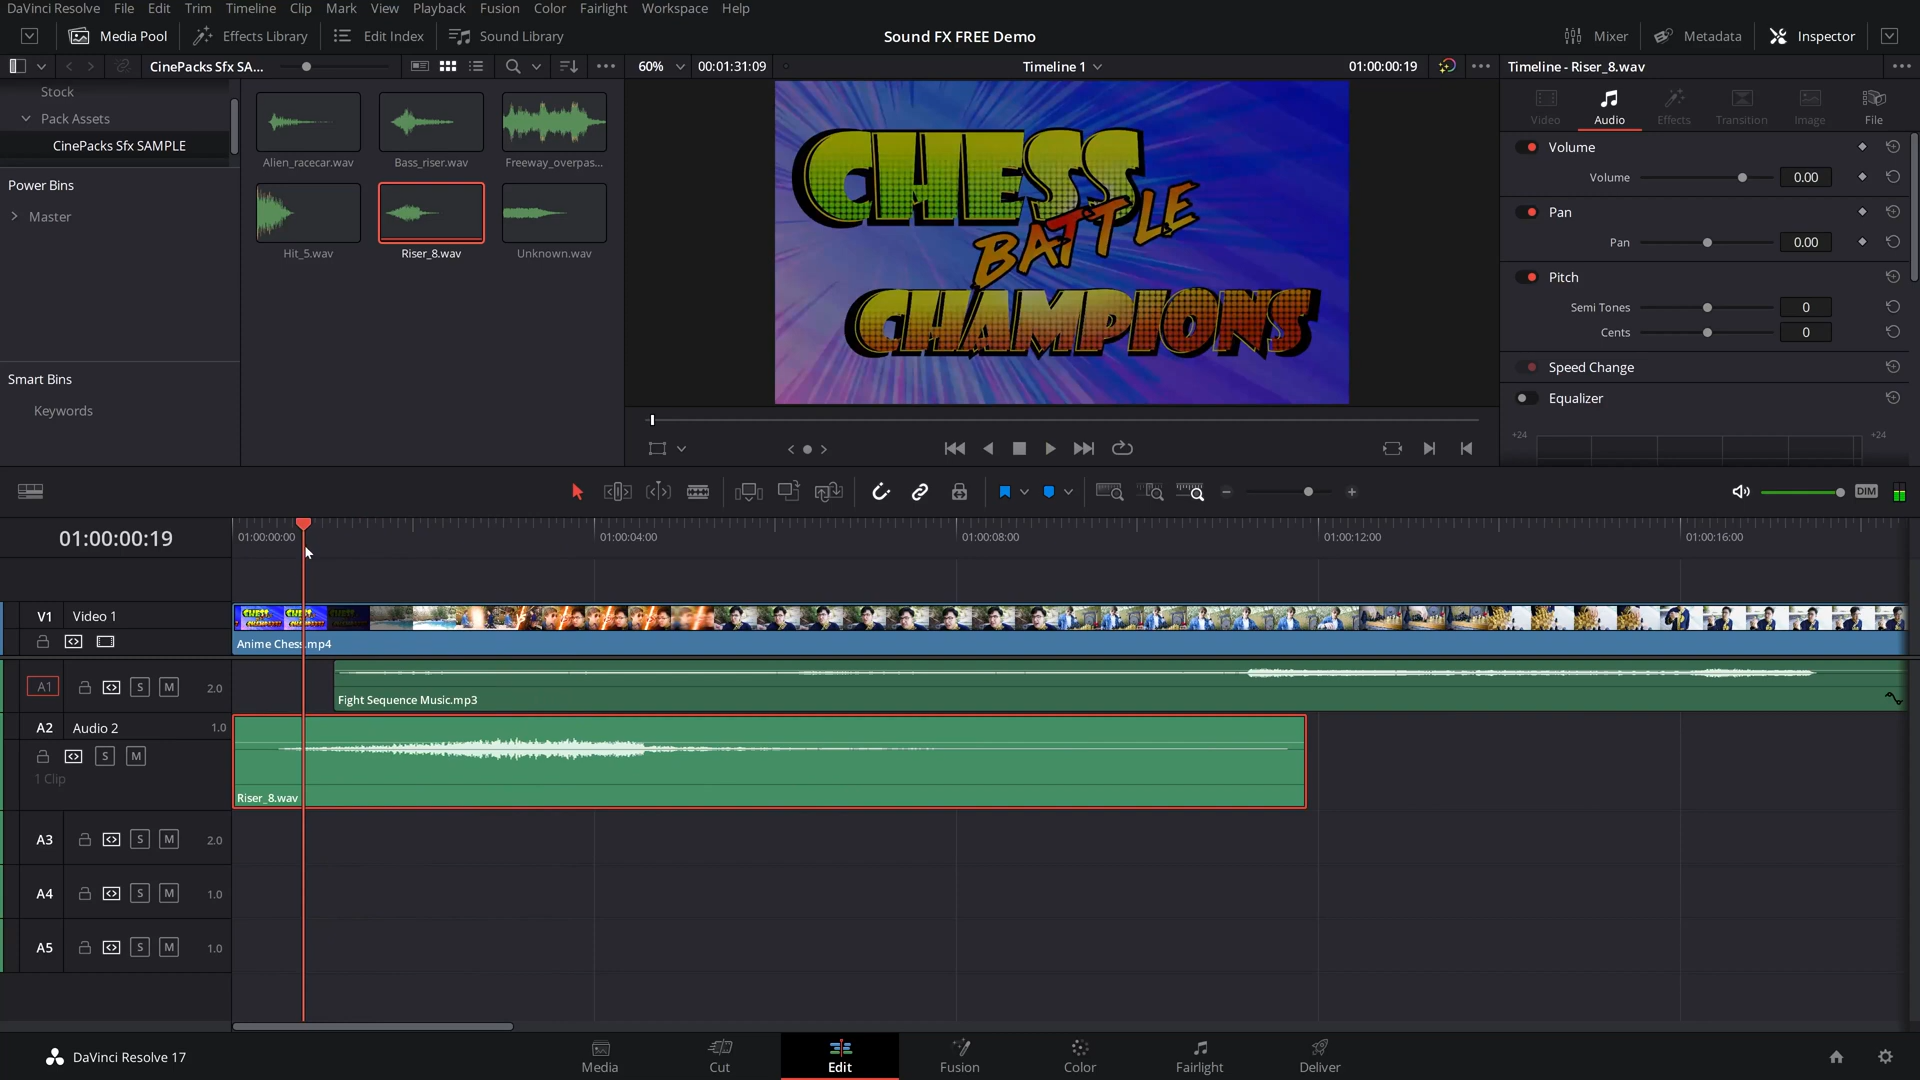 DaVinci Resolve File Edit Trim Timeline Clip Mark View Playback Fusion Color Fairlight Workspace Help
Media Pool Effects Library Edit Index Sound Library Sound FX FREE Demo Mixer Metadata Inspector
CinePacks Sfx SA... 60% 00:01:31:09 Timeline 1 01:00:00:19 Timeline - Riser_8.wav
Stock
Pack Assets
CinePacks Sfx SAMPLE
Power Bins
Master
Smart Bins
Keywords
Alien_racecar.wav Bass_riser.wav Freeway_overpas...
Hit_5.wav Riser_8.wav Unknown.wav
CHESS
BATTLE
CHAMPIONS
Video Audio Effects Transition Image File
Volume
Volume 0.00
Pan
Pan 0.00
Pitch
Semi Tones 0
Cents 0
Speed Change
Equalizer
+24 +24
DIM
01:00:00:19 01:00:00:00 01:00:04:00 01:00:08:00 01:00:12:00 01:00:16:00
V1 Video 1
Anime Chess.mp4
A1 S M 2.0
Fight Sequence Music.mp3
A2 Audio 2 1.0
S M
1 Clip
Riser_8.wav
A3 S M 2.0
A4 S M 1.0
A5 S M 1.0
DaVinci Resolve 17 Media Cut Edit Fusion Color Fairlight Deliver